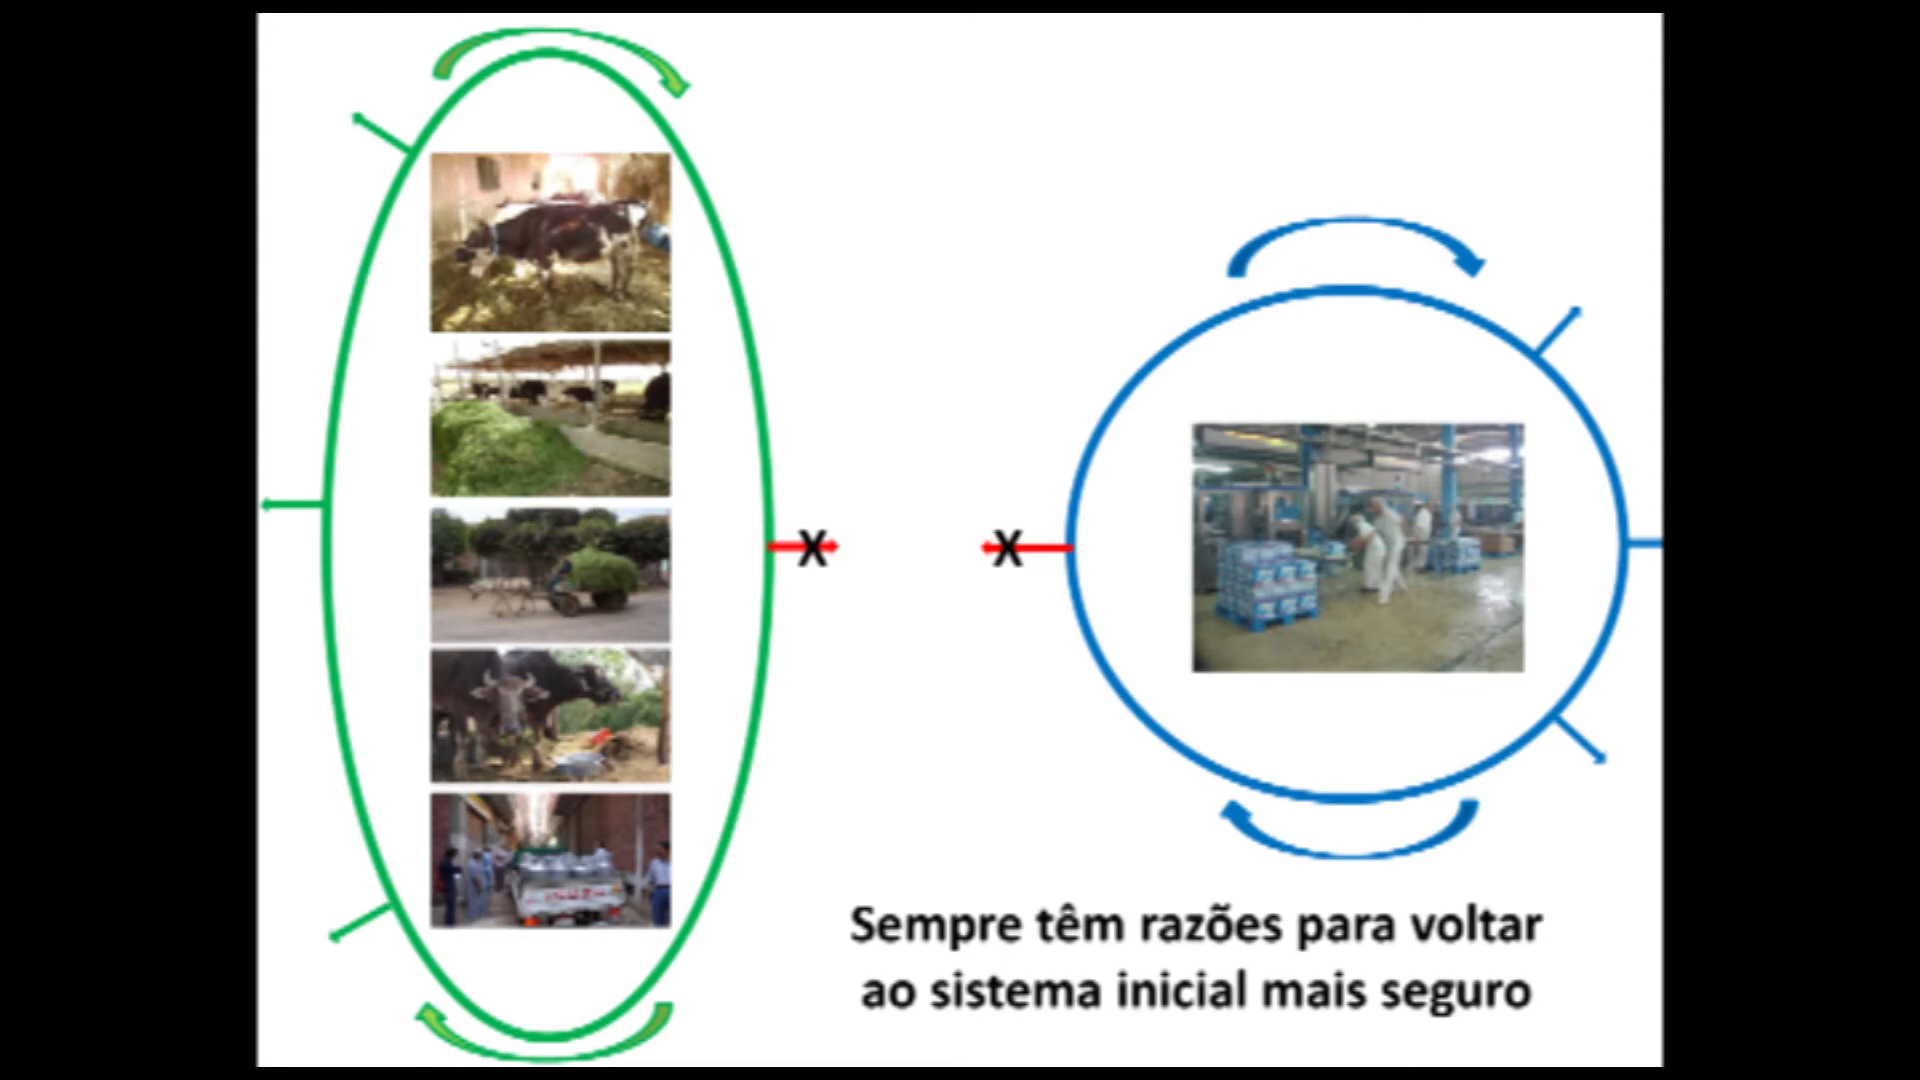 X
X
Sempre têm razões para voltar
ao sistema inicial mais seguro